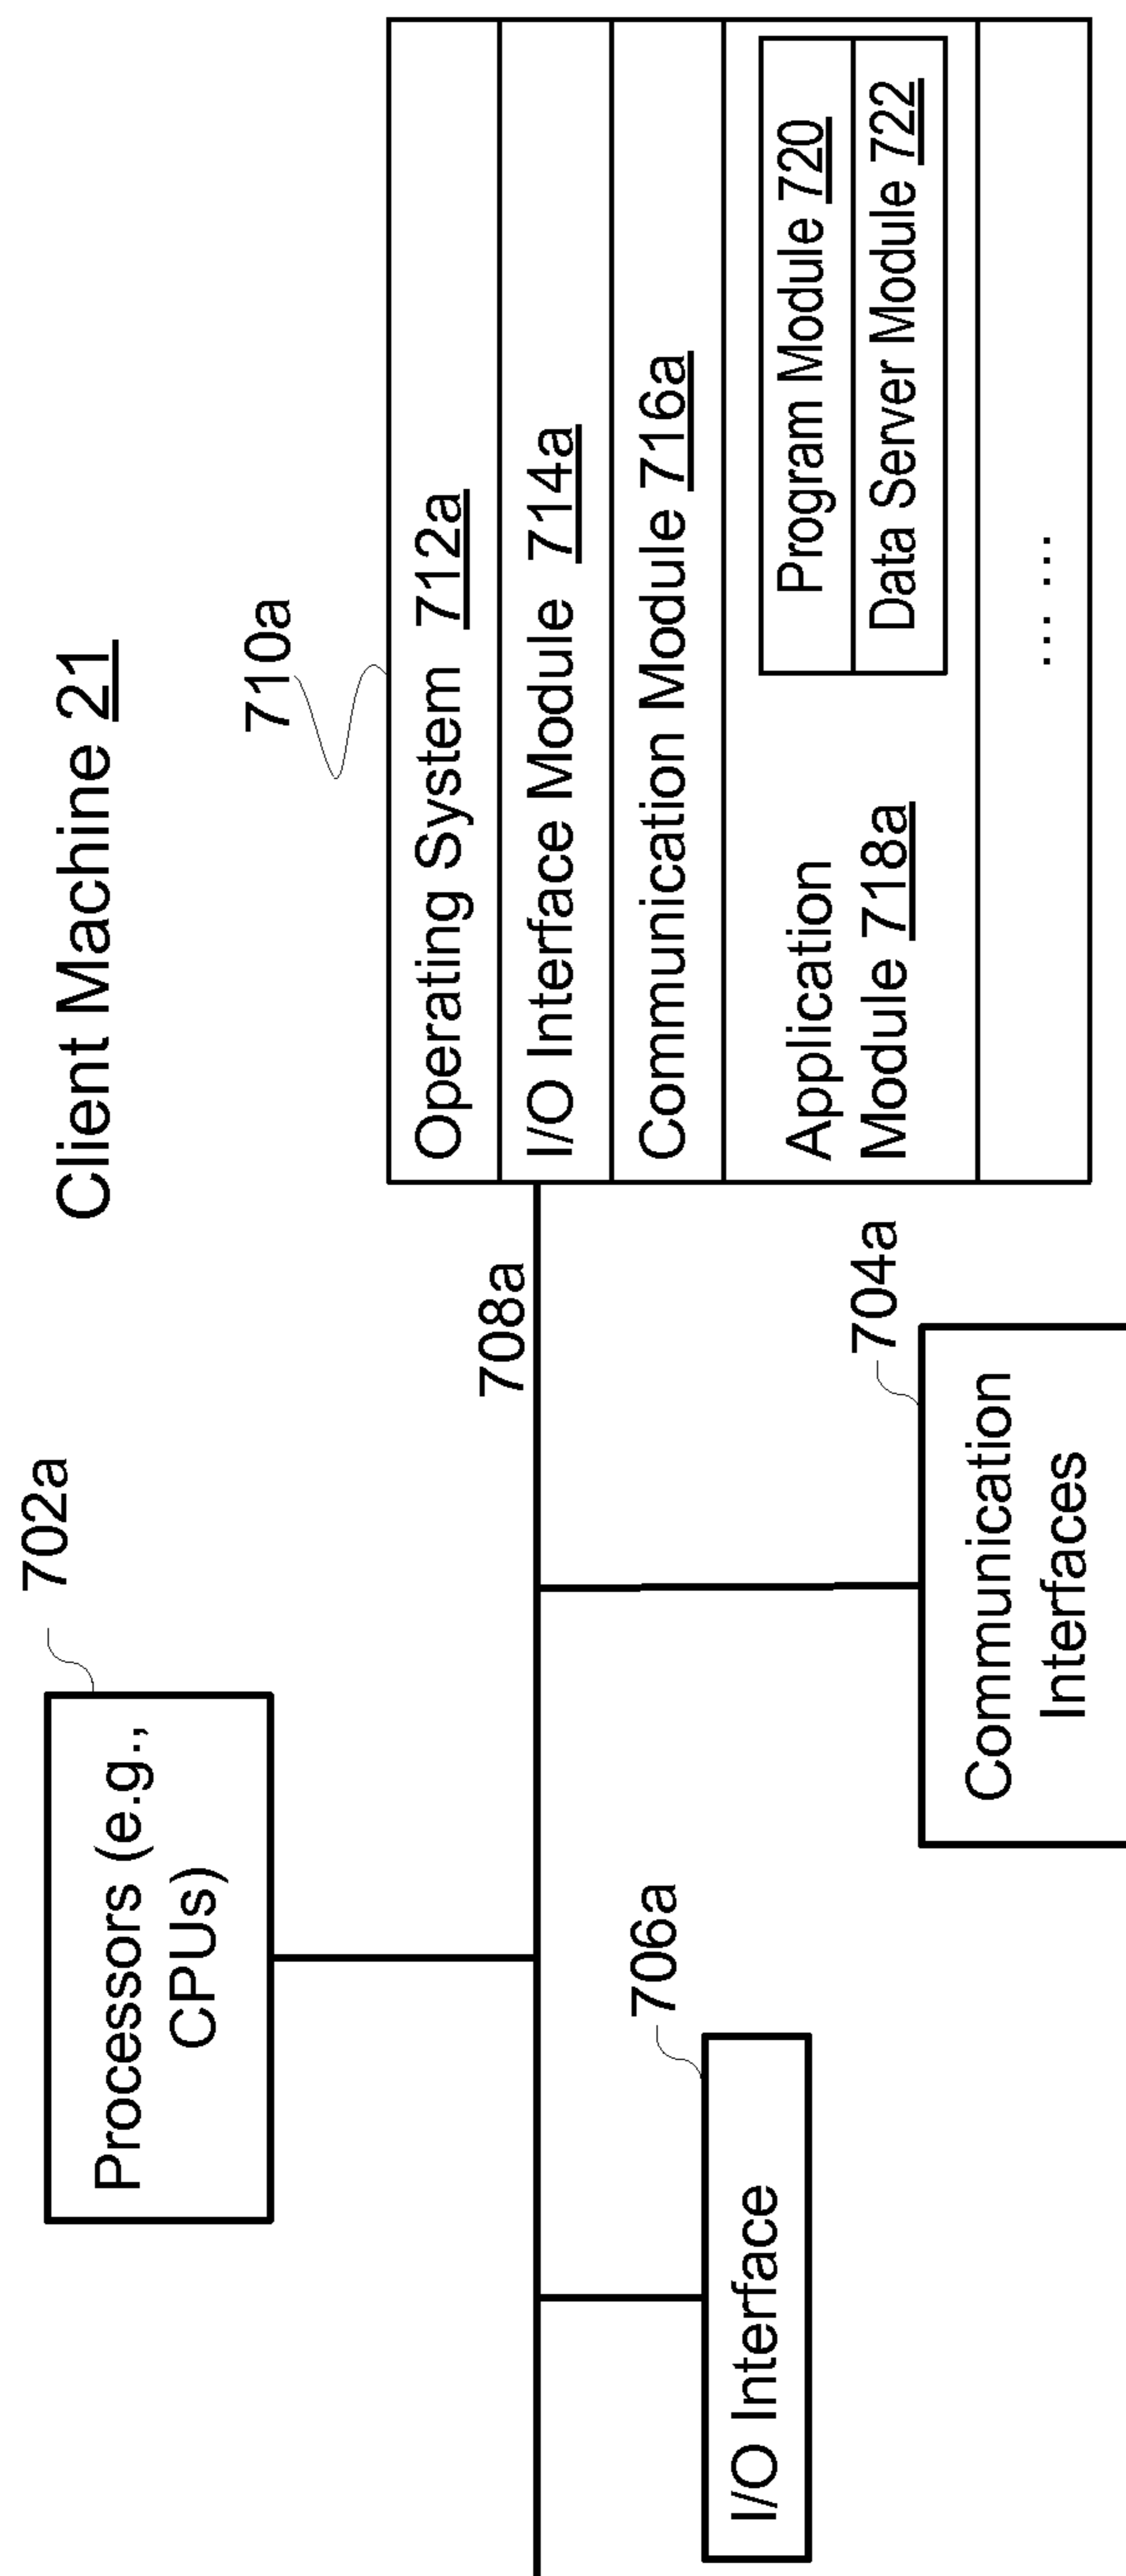 Client Machine 21
702a
Processors (e.g.,
CPUs)
710a
Operating System 712a
I/O Interface Module 714a
Communication Module 716a
Application
Module 718a
Program Module 720
Data Server Module 722
... ...
708a
706a
I/O Interface
704a
Communication
Interfaces